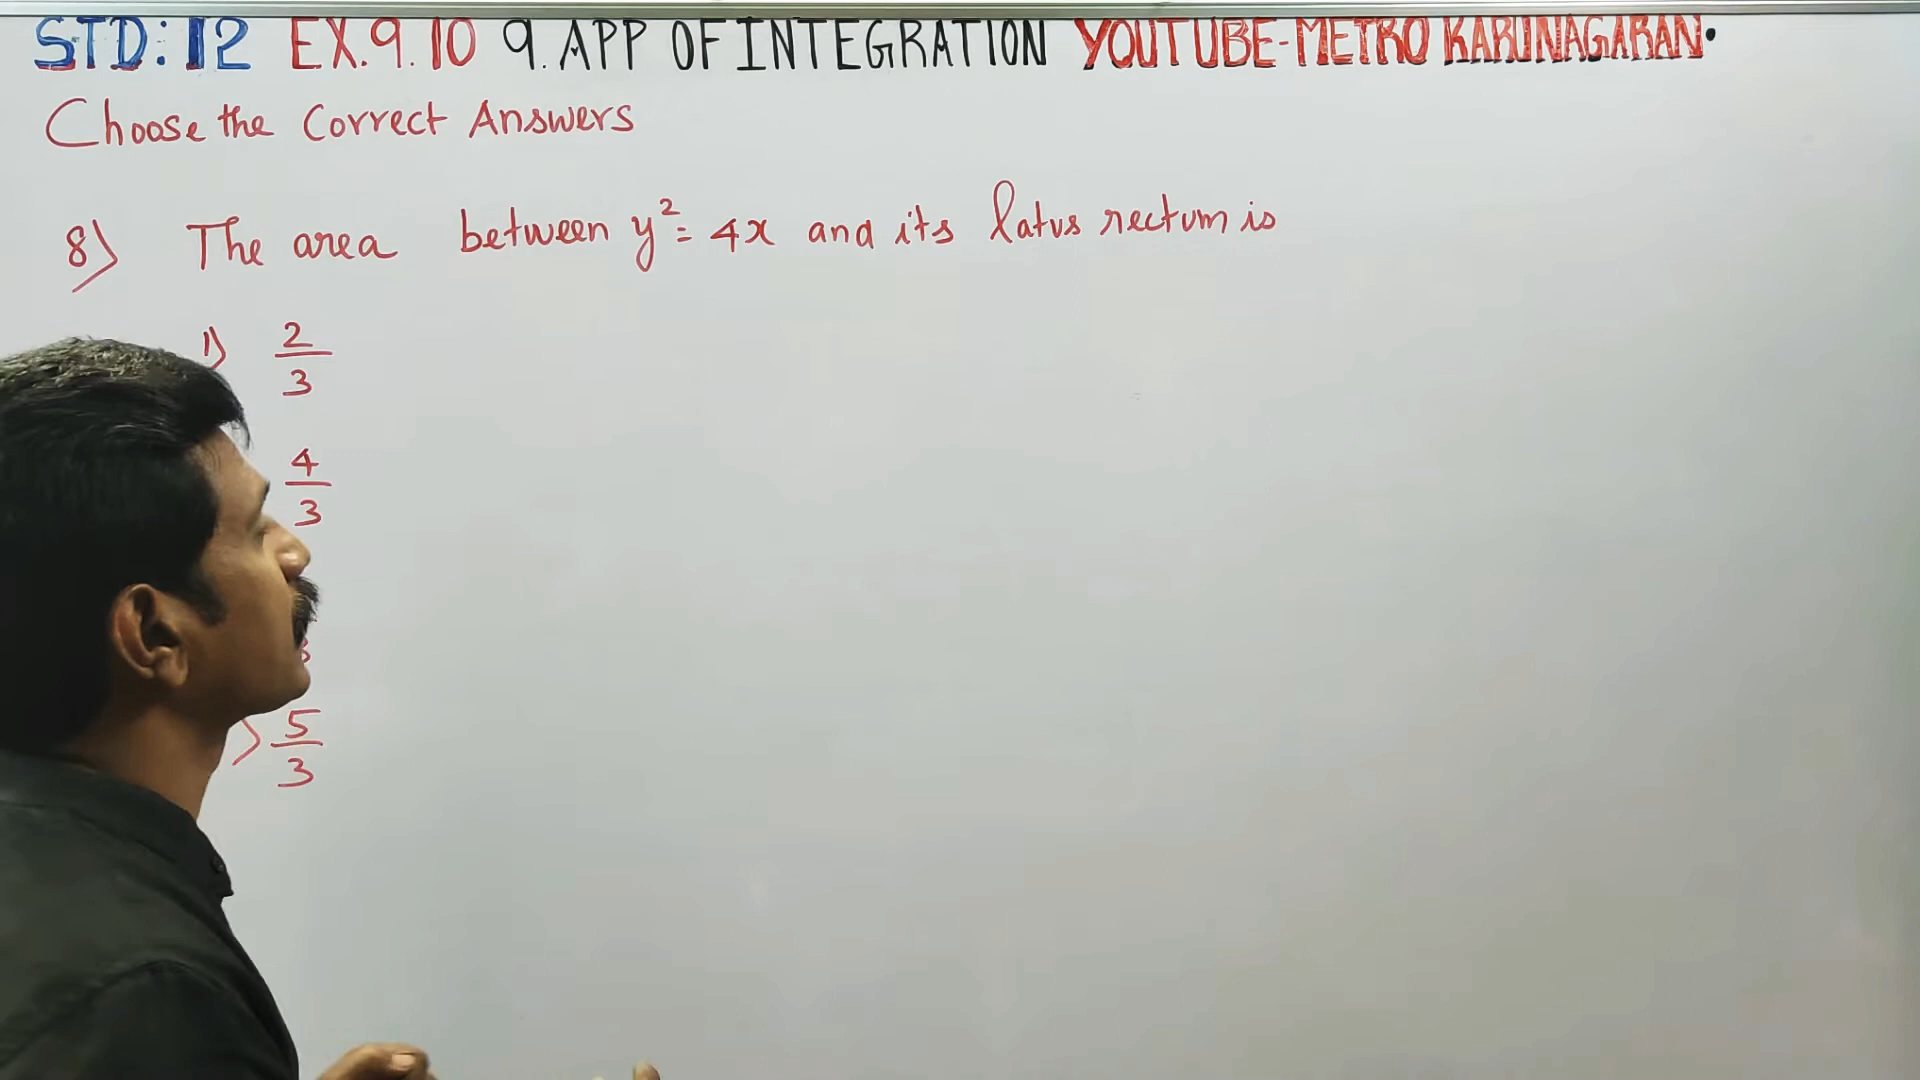 STD: 12 EX.9.10 9. APP OF INTEGRATION YOUTUBE-METRO KARUNAGARAN.
Choose the Correct Answers
8) The area between y² = 4x and its latus rectum is
1) 2/3
4/3
) 5/3